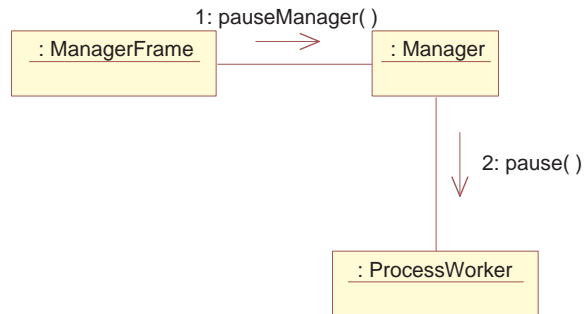 1: pauseManager( )
: ManagerFrame
: Manager
2: pause( )
: ProcessWorker